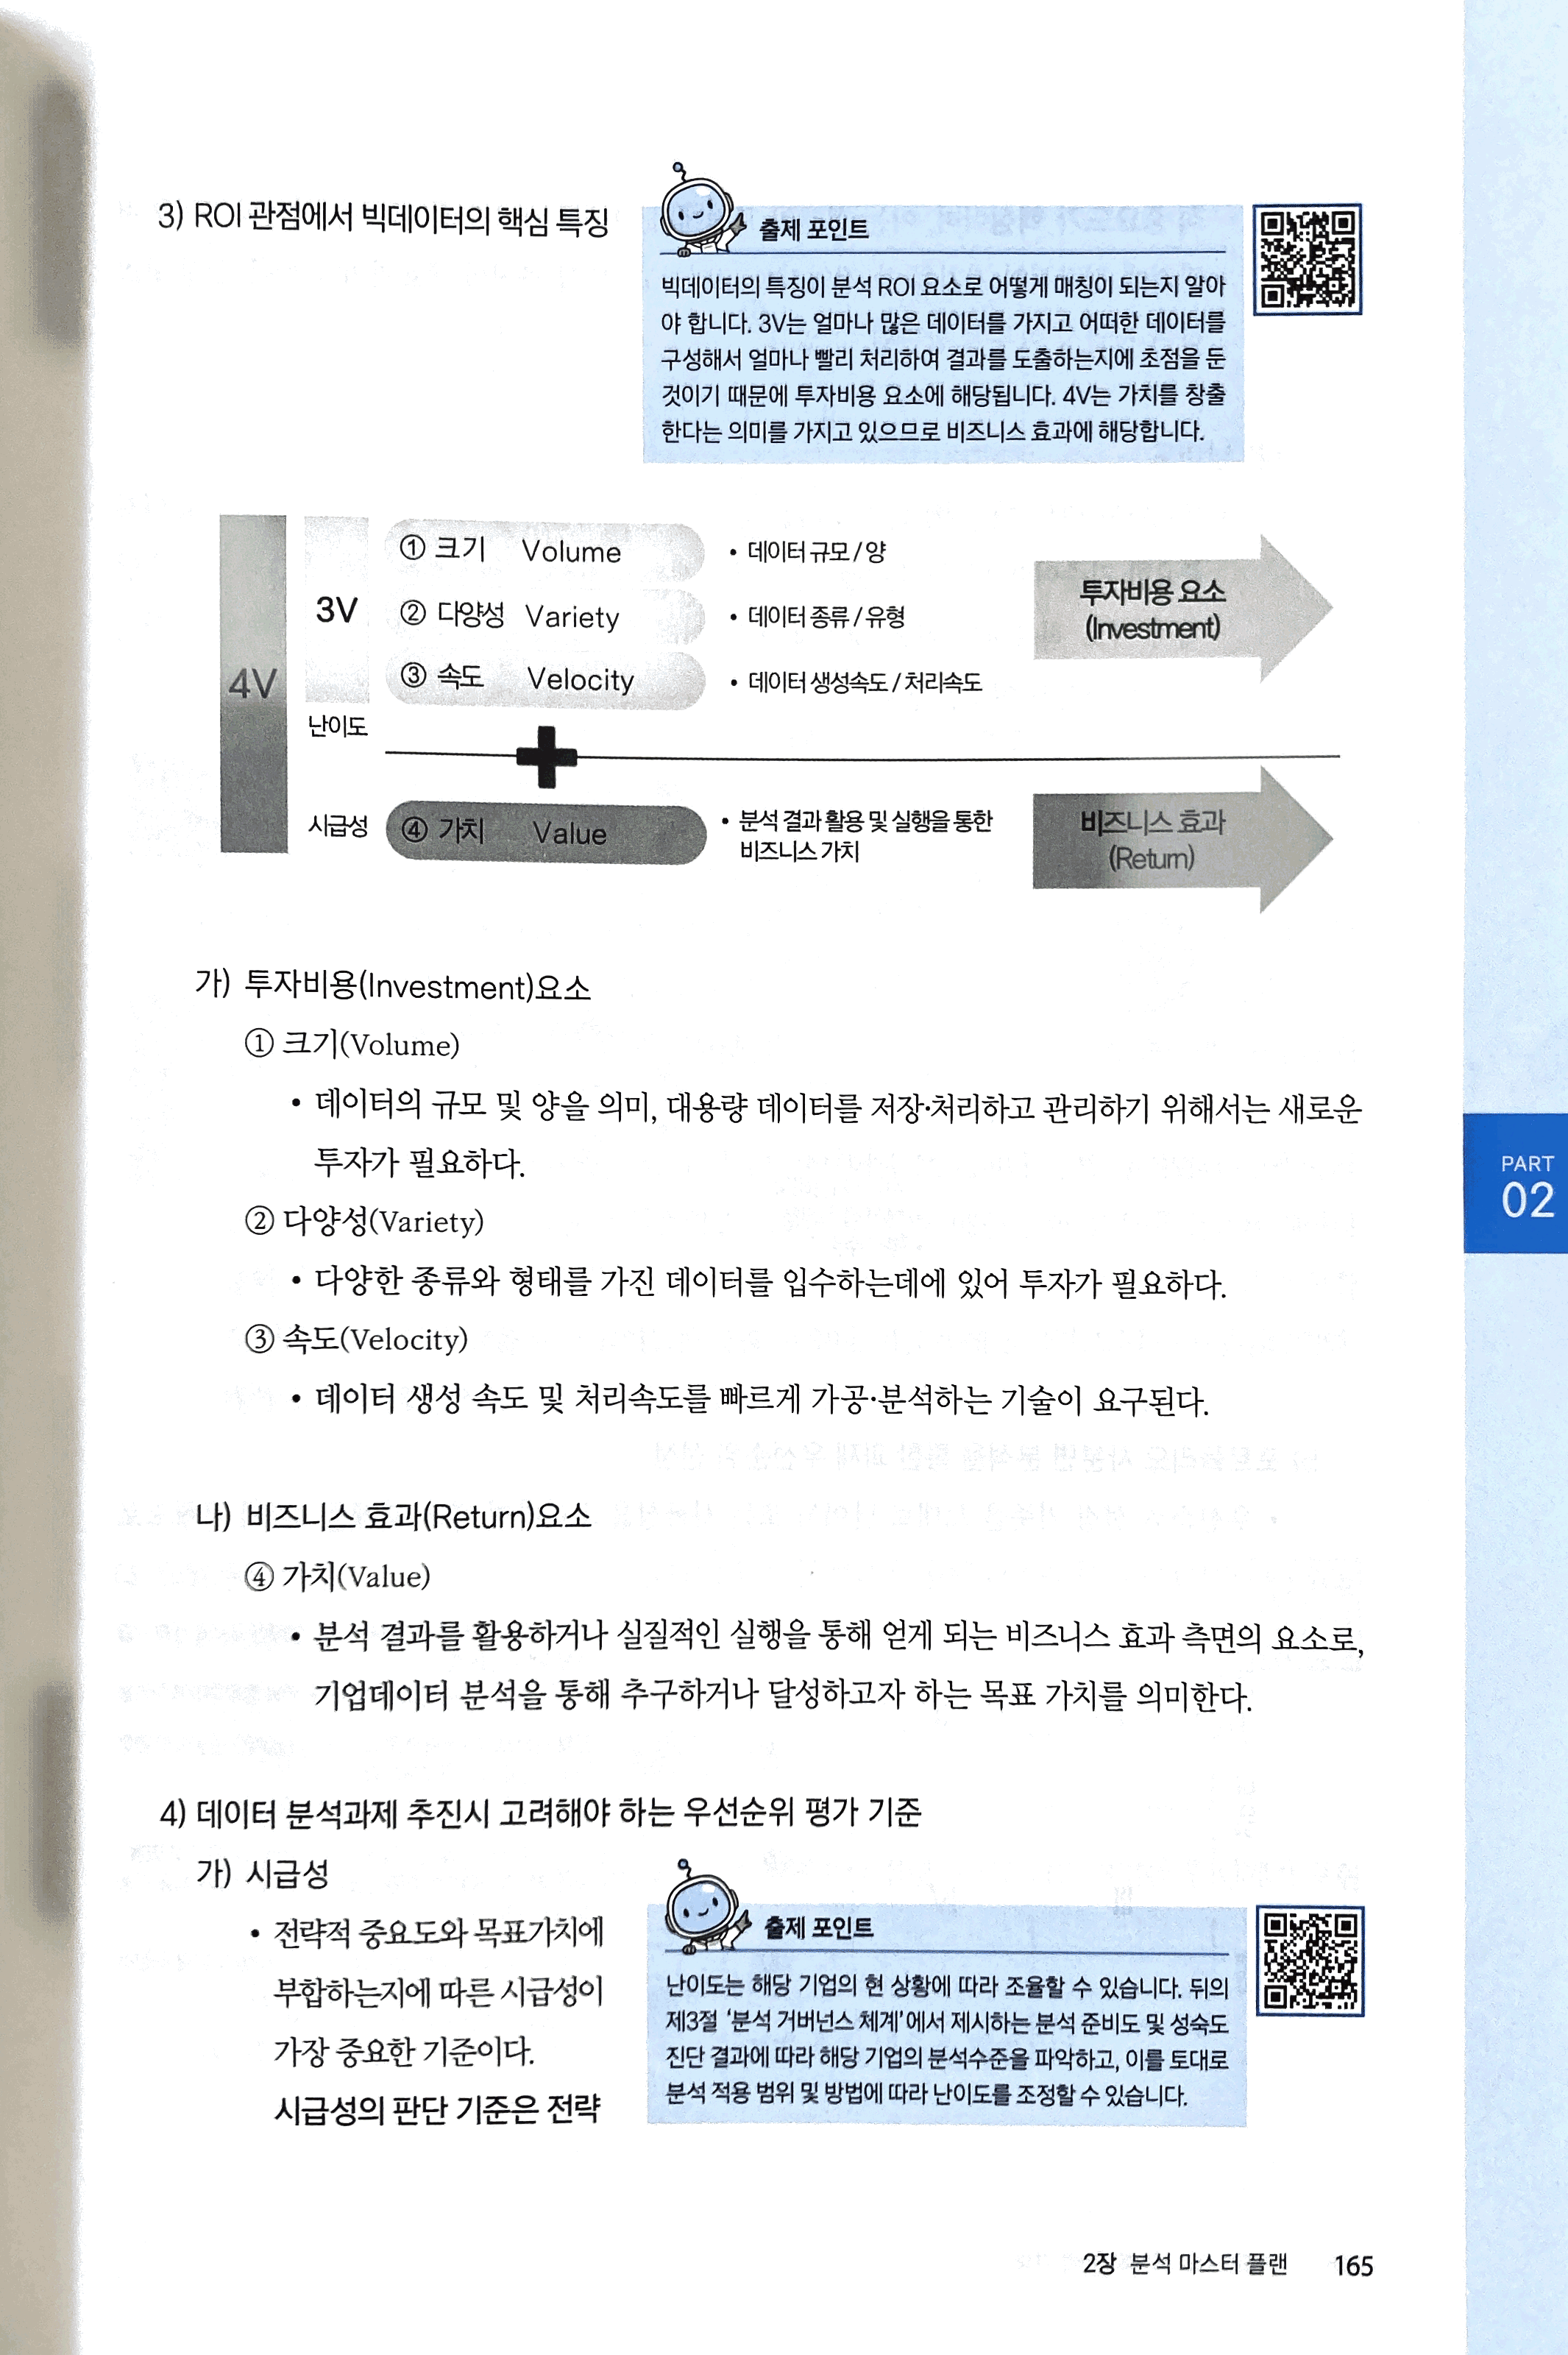 3) ROI 관점에서 빅데이터의 핵심 특징
출제 포인트
빅데이터의 특징이 분석 ROI 요소로 어떻게 매칭이 되는지 알아
야 합니다. 3V는 얼마나 많은 데이터를 가지고 어떠한 데이터를
구성해서 얼마나 빨리 처리하여 결과를 도출하는지에 초점을 둔
것이기 때문에 투자비용 요소에 해당됩니다. 4V는 가치를 창출
한다는 의미를 가지고 있으므로 비즈니스 효과에 해당합니다.
4V
3V
난이도
시급성
① 크기 Volume
• 데이터 규모 / 양
② 다양성 Variety
• 데이터 종류 / 유형
③ 속도 Velocity
• 데이터 생성속도 / 처리속도
투자비용 요소
(Investment)
④ 가치 Value
• 분석 결과 활용 및 실행을 통한
비즈니스 가치
비즈니스 효과
(Return)
가) 투자비용(Investment)요소
① 크기(Volume)
• 데이터의 규모 및 양을 의미, 대용량 데이터를 저장·처리하고 관리하기 위해서는 새로운
투자가 필요하다.
② 다양성(Variety)
• 다양한 종류와 형태를 가진 데이터를 입수하는데에 있어 투자가 필요하다.
③ 속도(Velocity)
• 데이터 생성 속도 및 처리속도를 빠르게 가공·분석하는 기술이 요구된다.
나) 비즈니스 효과(Return)요소
④ 가치(Value)
• 분석 결과를 활용하거나 실질적인 실행을 통해 얻게 되는 비즈니스 효과 측면의 요소로,
기업데이터 분석을 통해 추구하거나 달성하고자 하는 목표 가치를 의미한다.
4) 데이터 분석과제 추진시 고려해야 하는 우선순위 평가 기준
가) 시급성
• 전략적 중요도와 목표가치에
부합하는지에 따른 시급성이
가장 중요한 기준이다.
시급성의 판단 기준은 전략
출제 포인트
난이도는 해당 기업의 현 상황에 따라 조율할 수 있습니다. 뒤의
제3절 '분석 거버넌스 체계'에서 제시하는 분석 준비도 및 성숙도
진단 결과에 따라 해당 기업의 분석수준을 파악하고, 이를 토대로
분석 적용 범위 및 방법에 따라 난이도를 조정할 수 있습니다.
PART
02
2장 분석 마스터 플랜 165